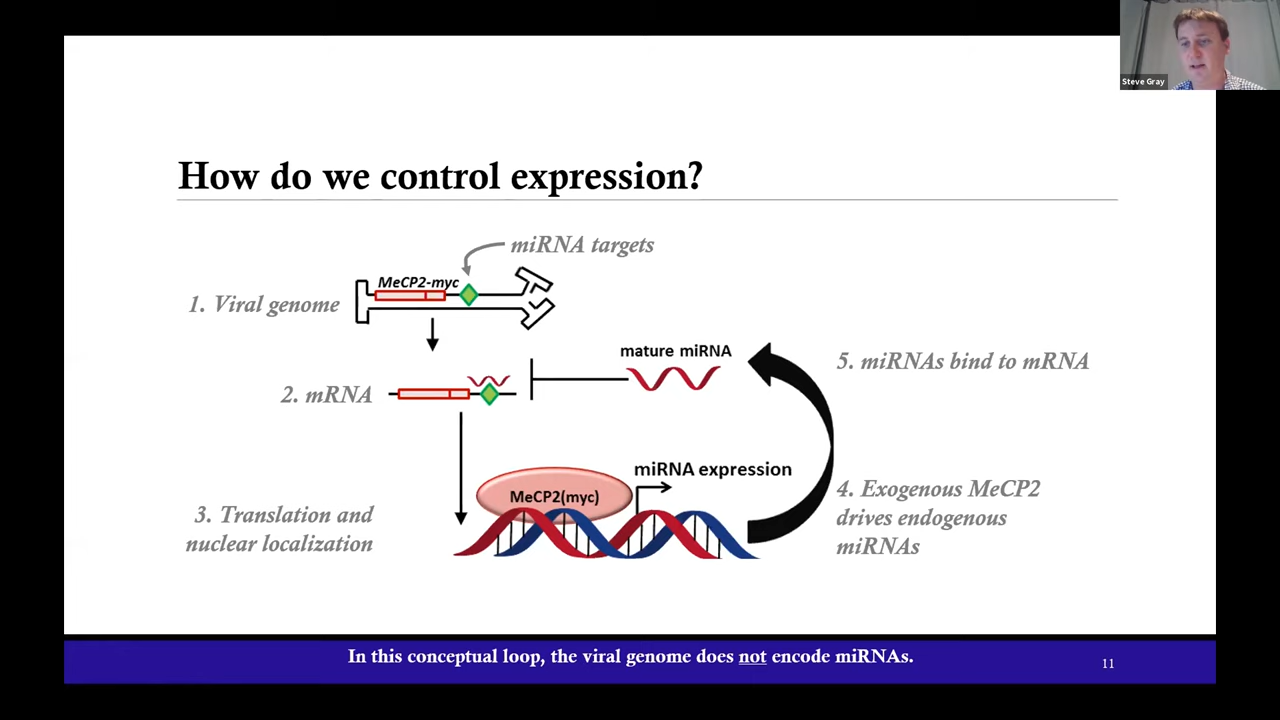 Steve Gray
How do we control expression?
miRNA targets
MeCP2-myc
1. Viral genome
mature miRNA
5. miRNAs bind to mRNA
2. mRNA
miRNA expression
MeCP2(myc)
4. Exogenous MeCP2
drives endogenous
miRNAs
3. Translation and
nuclear localization
In this conceptual loop, the viral genome does not encode miRNAs.
11